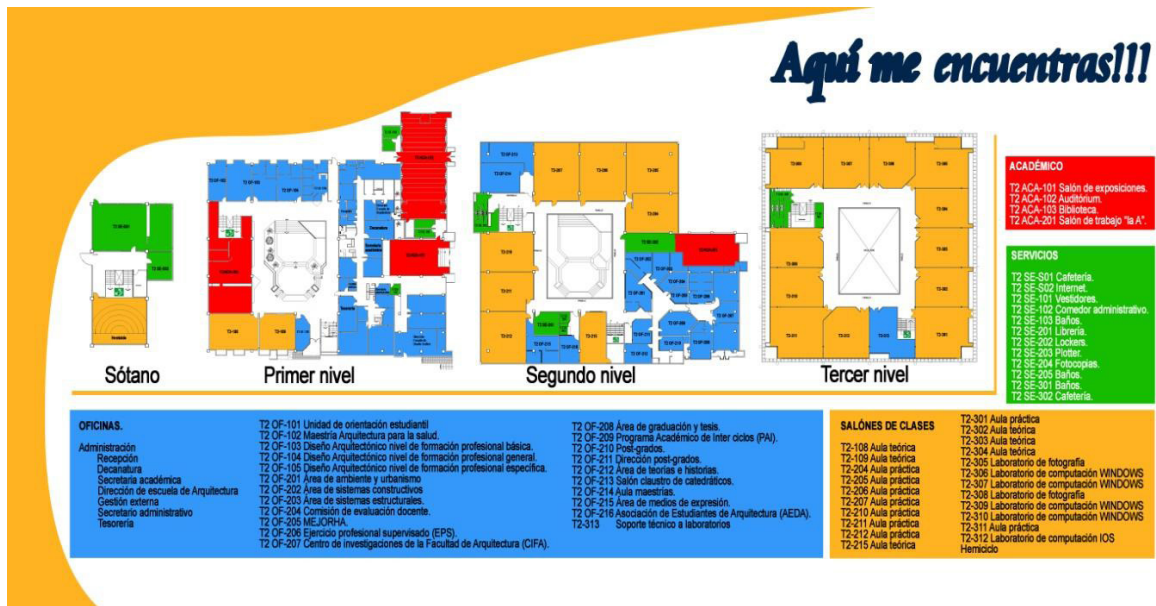 Aquí me encuentras!!!
Sótano
Primer nivel
Segundo nivel
Tercer nivel
ACADÉMICO
T2 ACA-101 Salón de exposiciones.
T2 ACA-102 Auditórium.
T2 ACA-103 Biblioteca.
T2 ACA-201 Salón de trabajo "la A".
SERVICIOS
T2 SE-S01 Cafetería.
T2 SE-S02 Internet.
T2 SE-101 Vestidores.
T2 SE-102 Comedor administrativo.
T2 SE-103 Baños.
T2 SE-201 Librería.
T2 SE-202 Lockers.
T2 SE-203 Plotter.
T2 SE-204 Fotocopias.
T2 SE-205 Baños.
T2 SE-301 Baños.
T2 SE-302 Cafetería.
OFICINAS.
Administración
Recepción
Decanatura
Secretaria académica
Dirección de escuela de Arquitectura
Gestión externa
Secretario administrativo
Tesorería
T2 OF-101 Unidad de orientación estudiantil
T2 OF-102 Maestría Arquitectura para la salud.
T2 OF-103 Diseño Arquitectónico nivel de formación profesional básica.
T2 OF-104 Diseño Arquitectónico nivel de formación profesional general.
T2 OF-105 Diseño Arquitectónico nivel de formación profesional específica.
T2 OF-201 Área de ambiente y urbanismo
T2 OF-202 Área de sistemas constructivos
T2 OF-203 Área de sistemas estructurales.
T2 OF-204 Comisión de evaluación docente.
T2 OF-205 MEJORHA.
T2 OF-206 Ejercicio profesional supervisado (EPS).
T2 OF-207 Centro de investigaciones de la Facultad de Arquitectura (CIFA).
T2 OF-208 Área de graduación y tesis.
T2 OF-209 Programa Académico de Inter ciclos (PAI).
T2 OF-210 Post-grados.
T2 OF-211 Dirección post-grados.
T2 OF-212 Área de teorías e historias.
T2 OF-213 Salón claustro de catedráticos.
T2 OF-214 Aula maestrías.
T2 OF-215 Área de medios de expresión.
T2 OF-216 Asociación de Estudiantes de Arquitectura (AEDA).
T2-313 Soporte técnico a laboratorios
SALÓNES DE CLASES
T2-108 Aula teórica
T2-109 Aula teórica
T2-204 Aula práctica
T2-205 Aula práctica
T2-206 Aula práctica
T2-207 Aula práctica
T2-210 Aula práctica
T2-211 Aula práctica
T2-212 Aula práctica
T2-215 Aula teórica
T2-301 Aula práctica
T2-302 Aula teórica
T2-303 Aula teórica
T2-304 Aula teórica
T2-305 Laboratorio de fotografía
T2-306 Laboratorio de computación WINDOWS
T2-307 Laboratorio de computación WINDOWS
T2-308 Laboratorio de fotografía
T2-309 Laboratorio de computación WINDOWS
T2-310 Laboratorio de computación WINDOWS
T2-311 Aula práctica
T2-312 Laboratorio de computación IOS
Hemiciclo